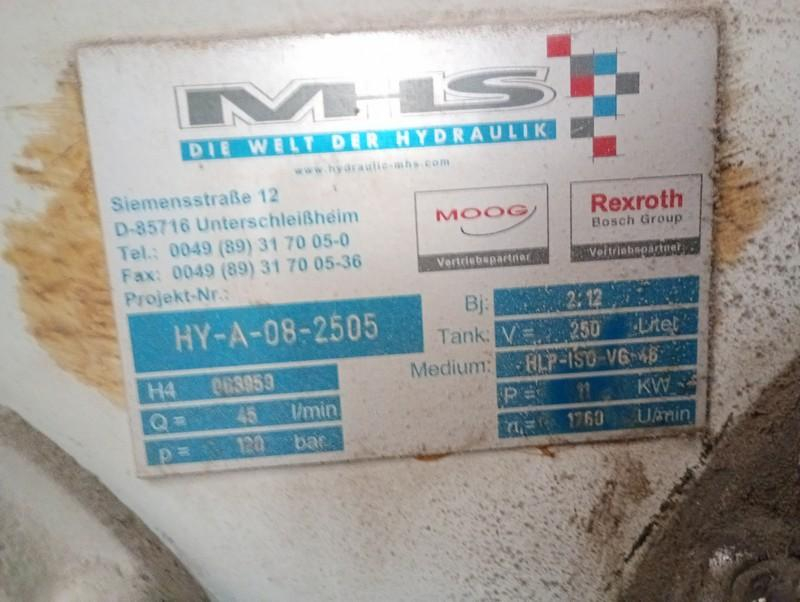 MHS
DIE WELT DER HYDRAULIK
www.hydraulic-mhs.com
Siemensstraße 12
D-85716 Unterschleißheim
Tel.: 0049 (89) 31 70 05-0
Fax: 0049 (89) 31 70 05-36
MOOG
Vertriebspartner
Rexroth
Bosch Group
Vertriebspartner
Projekt-Nr.:
HY-A-08-2505
H4
Q = 45 l/min
p = 120 bar
Bj: 2.12
Tank: V = 250 Liter
Medium: HLP-ISO VG 46
P = 11 KW
n = 1760 U/min